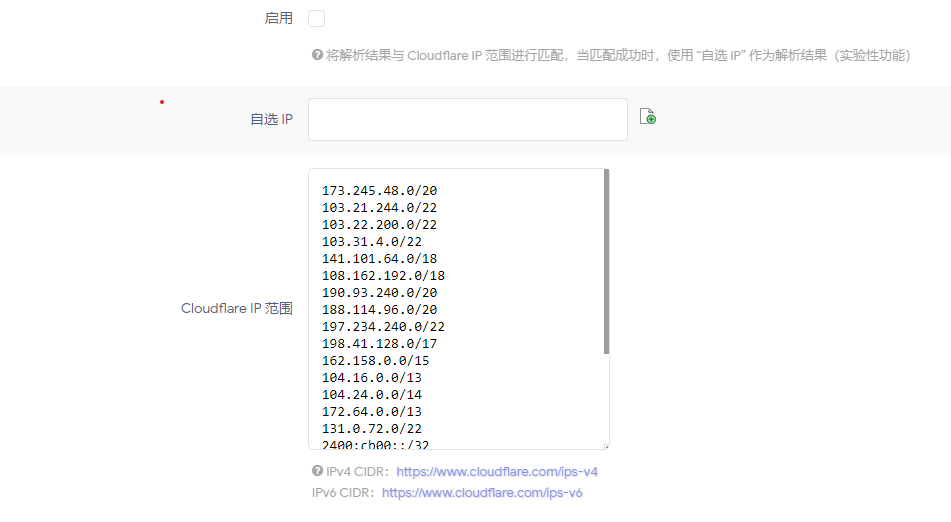 启用
将解析结果与 Cloudflare IP 范围进行匹配，当匹配成功时，使用 “自选 IP” 作为解析结果（实验性功能）
自选 IP
Cloudflare IP 范围
173.245.48.0/20
103.21.244.0/22
103.22.200.0/22
103.31.4.0/22
141.101.64.0/18
108.162.192.0/18
190.93.240.0/20
188.114.96.0/20
197.234.240.0/22
198.41.128.0/17
162.158.0.0/15
104.16.0.0/13
104.24.0.0/14
172.64.0.0/13
131.0.72.0/22
2400:cb00::/32
IPv4 CIDR：https://www.cloudflare.com/ips-v4
IPv6 CIDR：https://www.cloudflare.com/ips-v6